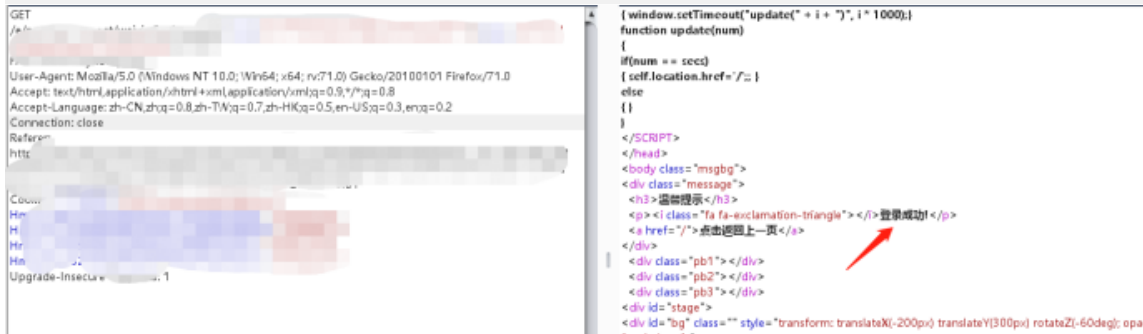 GET
/e/
User-Agent: Mozilla/5.0 (Windows NT 10.0; Win64; x64; rv:71.0) Gecko/20100101 Firefox/71.0
Accept: text/html,application/xhtml+xml,application/xml;q=0.9,*/*;q=0.8
Accept-Language: zh-CN,zh;q=0.8,zh-TW;q=0.7,zh-HK;q=0.5,en-US;q=0.3,en;q=0.2
Connection: close
Referer
http
Upgrade-Insecure : 1
{ window.setTimeout("update(" + i + ")", i * 1000);}
function update(num)
{
if(num == secs)
{ self.location.href='/';; }
else
{ }
}
</SCRIPT>
</head>
<body class="msgbg">
<div class="message">
<h3>温馨提示</h3>
<p><i class="fa fa-exclamation-triangle"></i>登录成功!</p>
<a href="/">点击返回上一页</a>
</div>
<div class="pb1"></div>
<div class="pb2"></div>
<div class="pb3"></div>
<div id="stage">
<div id="bg" class="" style="transform: translateX(-200px) translateY(300px) rotateZ(-60deg); opa